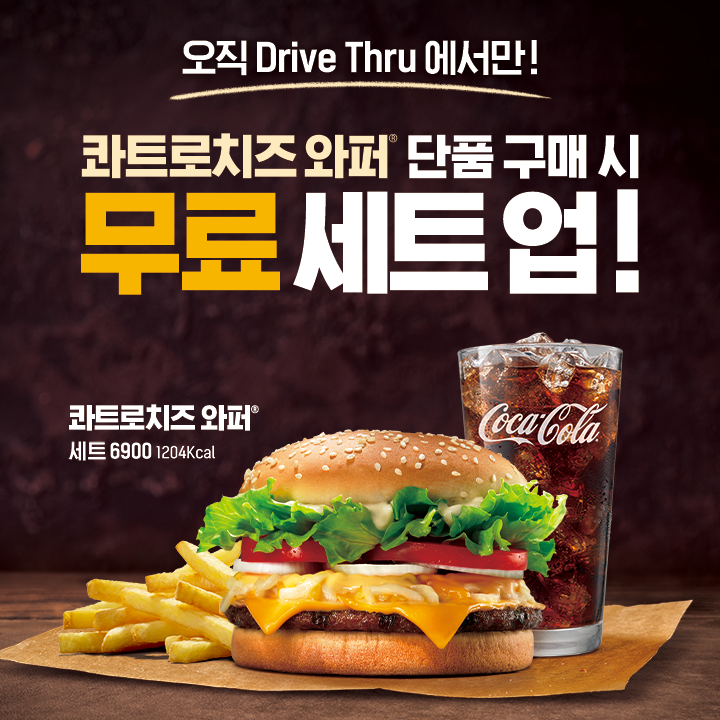 오직 Drive Thru 에서만!
콰트로치즈 와퍼® 단품 구매 시
무료 세트 업!
콰트로치즈 와퍼®
세트 6900 1204Kcal
Coca-Cola